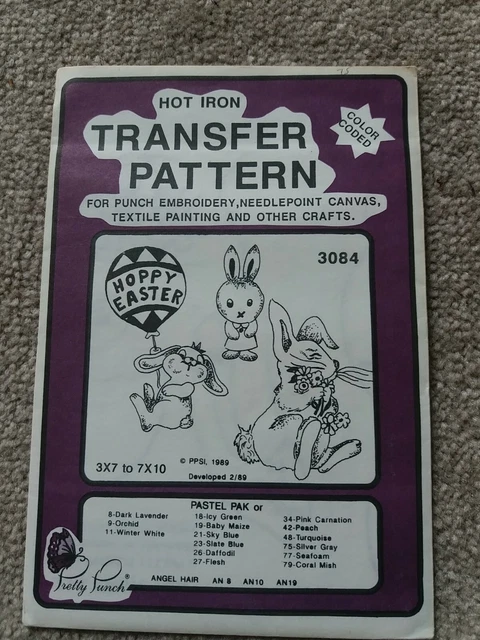 HOT IRON
TRANSFER
PATTERN
COLOR
CODED
FOR PUNCH EMBROIDERY,NEEDLEPOINT CANVAS,
TEXTILE PAINTING AND OTHER CRAFTS.
3084
HOPPY
EASTER
© PPSI, 1989
3X7 to 7X10
Developed 2/89
PASTEL PAK or
8-Dark Lavender
9-Orchid
11-Winter White
18-Icy Green
19-Baby Maize
21-Sky Blue
23-Slate Blue
26-Daffodil
27-Flesh
34-Pink Carnation
42-Peach
48-Turquoise
75-Silver Gray
77-Seafoam
79-Coral Mish
Pretty Punch®
ANGEL HAIR AN 8 AN10 AN19